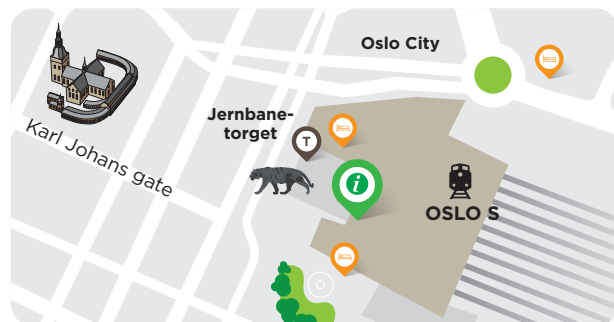 Oslo City
Jernbane-
torget
T
Karl Johans gate
i
OSLO S